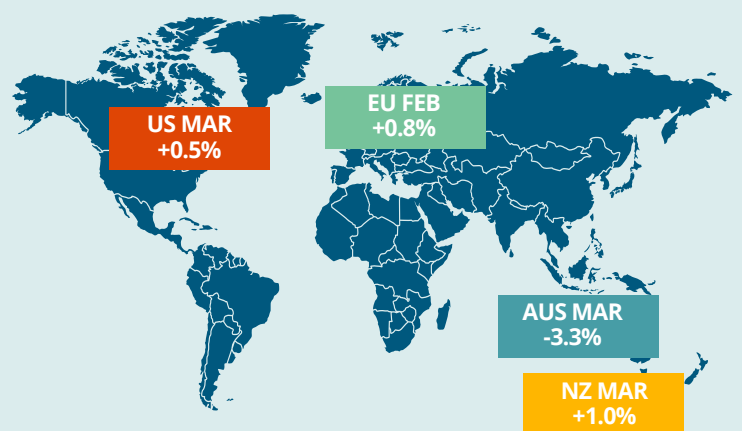 US MAR
+0.5%
EU FEB
+0.8%
AUS MAR
-3.3%
NZ MAR
+1.0%